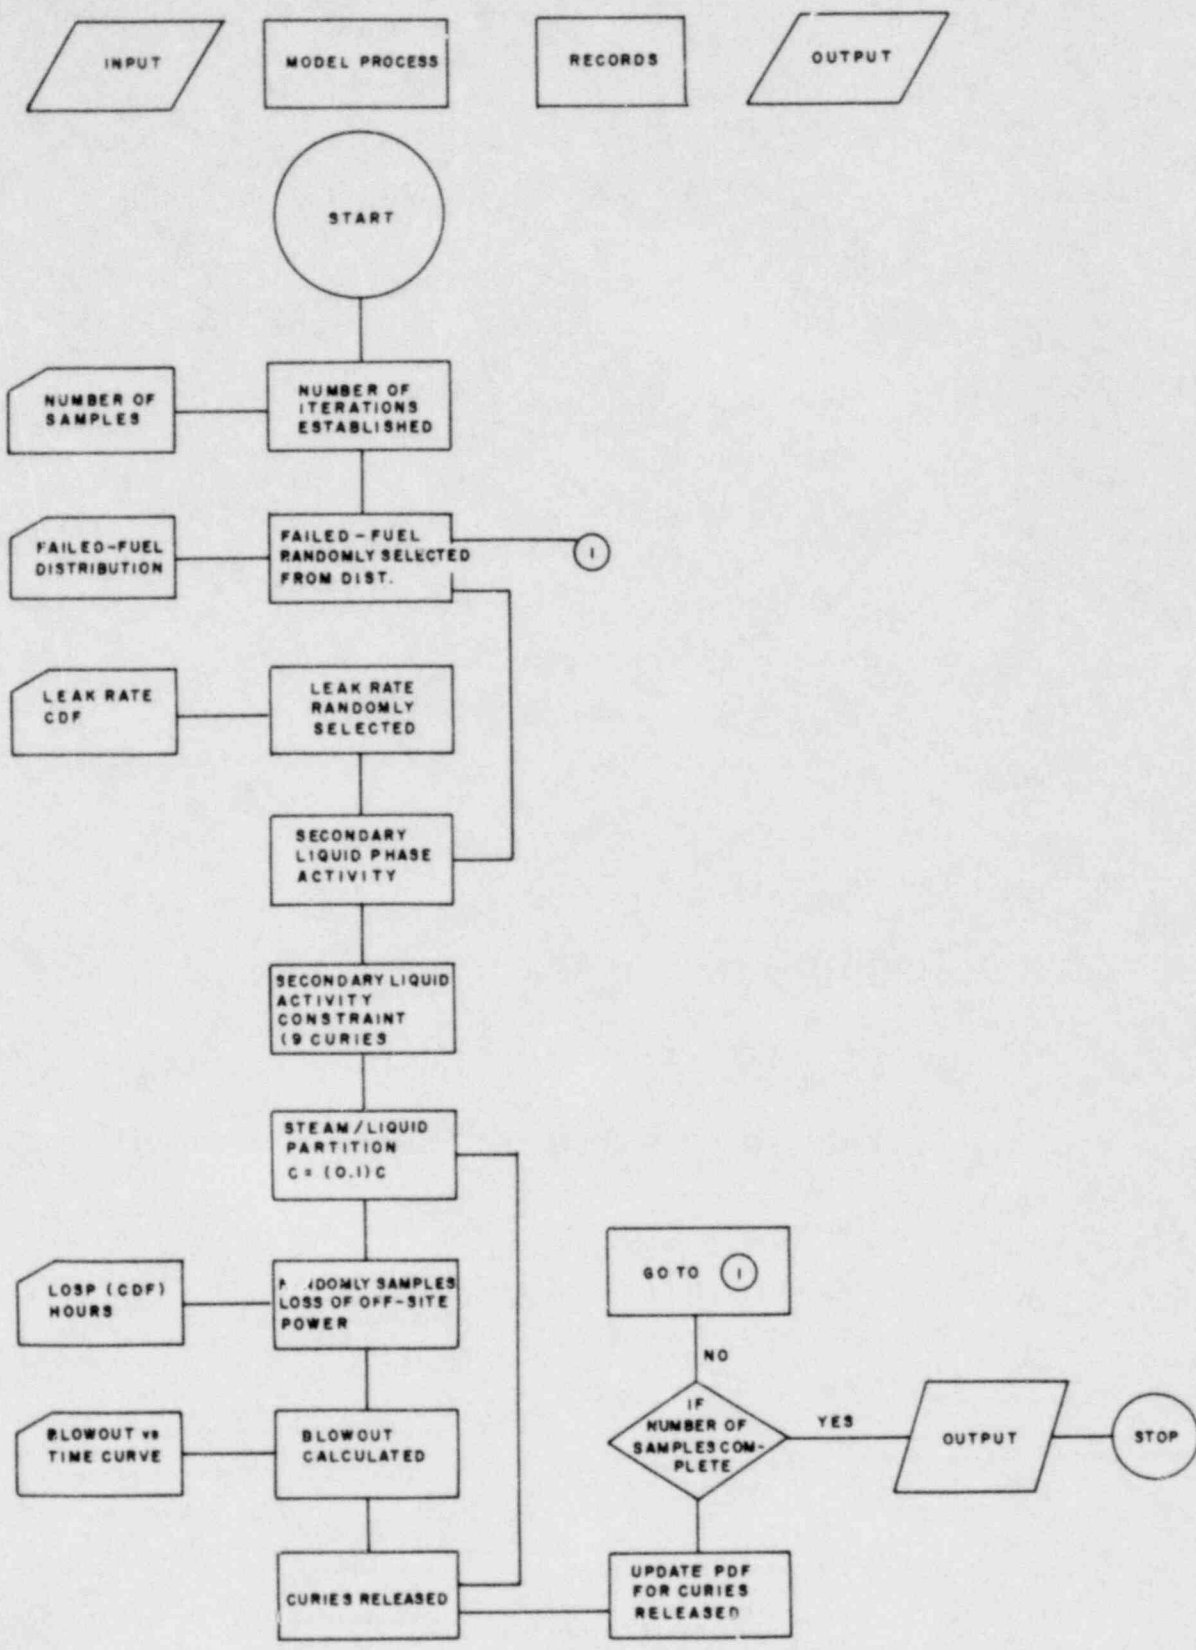 INPUT
MODEL PROCESS
RECORDS
OUTPUT
START
NUMBER OF
SAMPLES
NUMBER OF
ITERATIONS
ESTABLISHED
FAILED-FUEL
DISTRIBUTION
FAILED-FUEL
RANDOMLY SELECTED
FROM DIST.
1
LEAK RATE
CDF
LEAK RATE
RANDOMLY
SELECTED
SECONDARY
LIQUID PHASE
ACTIVITY
SECONDARY LIQUID
ACTIVITY
CONSTRAINT
(9 CURIES
STEAM/LIQUID
PARTITION
C = (0.1)C
LOSP (CDF)
HOURS
SAMPLES
LOSS OF OFF-SITE
POWER
GO TO 1
NO
BLOWOUT vs
TIME CURVE
BLOWOUT
CALCULATED
IF
NUMBER OF
SAMPLES COM-
PLETE
YES
OUTPUT
STOP
CURIES RELEASED
UPDATE PDF
FOR CURIES
RELEASED